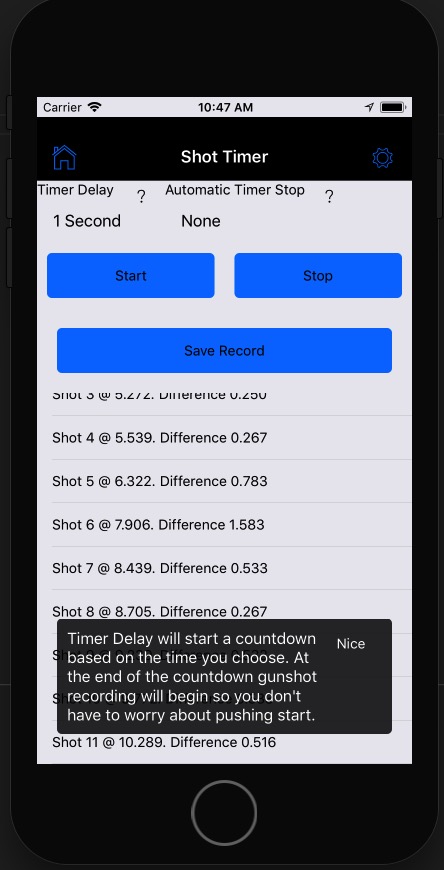 Carrier 10:47 AM
Shot Timer
Timer Delay ? Automatic Timer Stop ?
1 Second None
Start Stop
Save Record
Shot 3 @ 5.272. Difference 0.250
Shot 4 @ 5.539. Difference 0.267
Shot 5 @ 6.322. Difference 0.783
Shot 6 @ 7.906. Difference 1.583
Shot 7 @ 8.439. Difference 0.533
Shot 8 @ 8.705. Difference 0.267
Timer Delay will start a countdown Nice
based on the time you choose. At
the end of the countdown gunshot
recording will begin so you don't
have to worry about pushing start.
Shot 11 @ 10.289. Difference 0.516